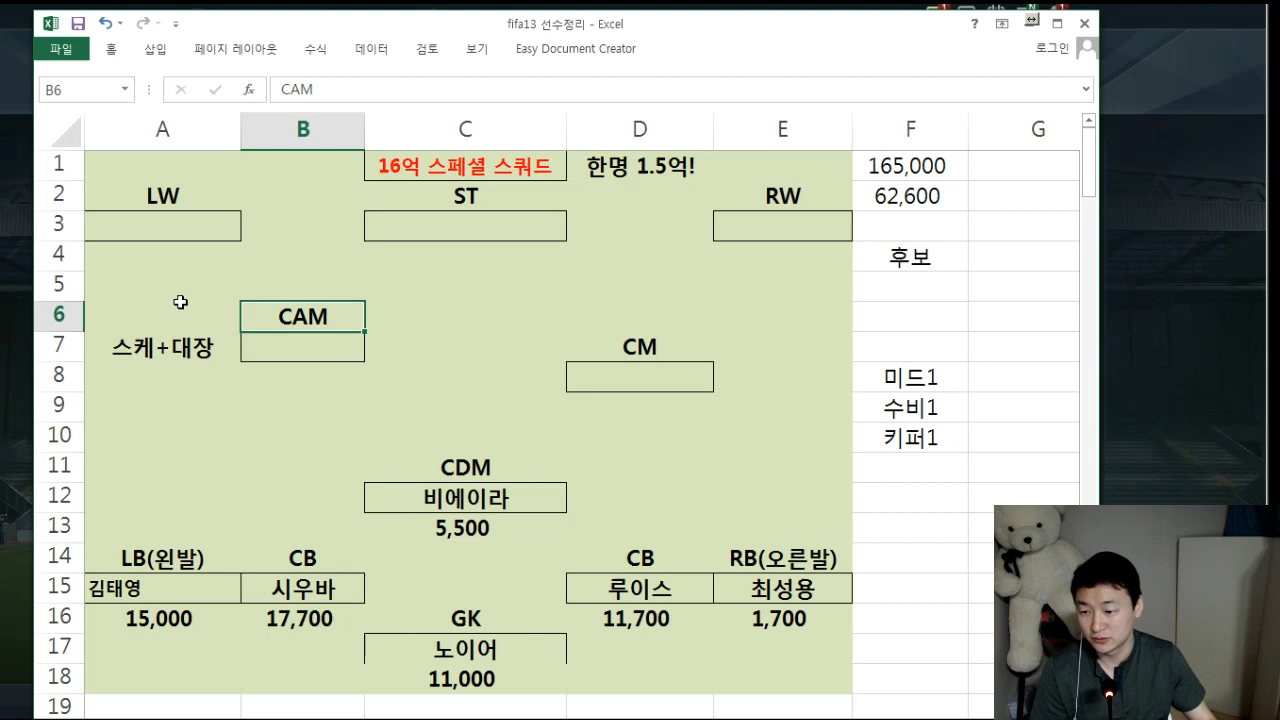 fifa13 선수정리 - Excel
파일 홈 삽입 페이지 레이아웃 수식 데이터 검토 보기 Easy Document Creator 로그인
B6 fx CAM
A B C D E F G
1 16억 스페셜 스쿼드 한명 1.5억! 165,000
2 LW ST RW 62,600
3
4 후보
5
6 CAM
7 스케+대장 CM
8 미드1
9 수비1
10 키퍼1
11 CDM
12 비에이라
13 5,500
14 LB(왼발) CB CB RB(오른발)
15 김태영 시우바 루이스 최성용
16 15,000 17,700 GK 11,700 1,700
17 노이어
18 11,000
19